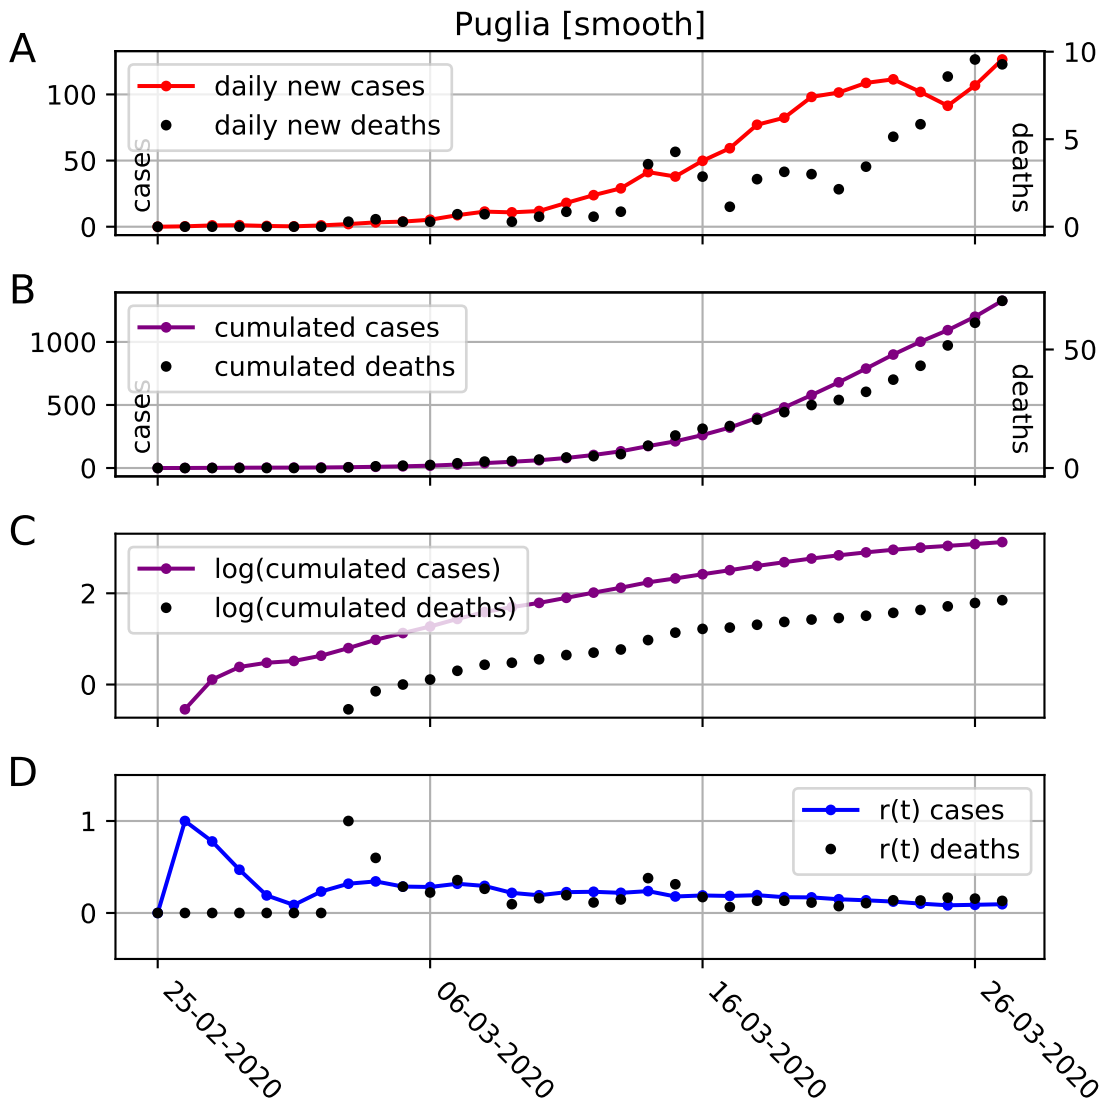 Puglia [smooth]
A
daily new cases
daily new deaths
100
50
0
cases
10
5
0
deaths
B
cumulated cases
cumulated deaths
1000
500
0
cases
50
0
deaths
C
log(cumulated cases)
log(cumulated deaths)
2
0
D
r(t) cases
r(t) deaths
1
0
25-02-2020
06-03-2020
16-03-2020
26-03-2020